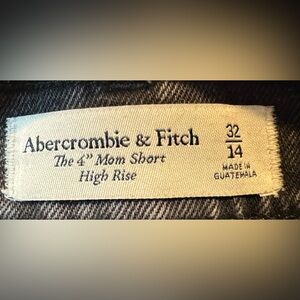 Abercrombie & Fitch
The 4" Mom Short
High Rise
32
14
MADE IN
GUATEMALA